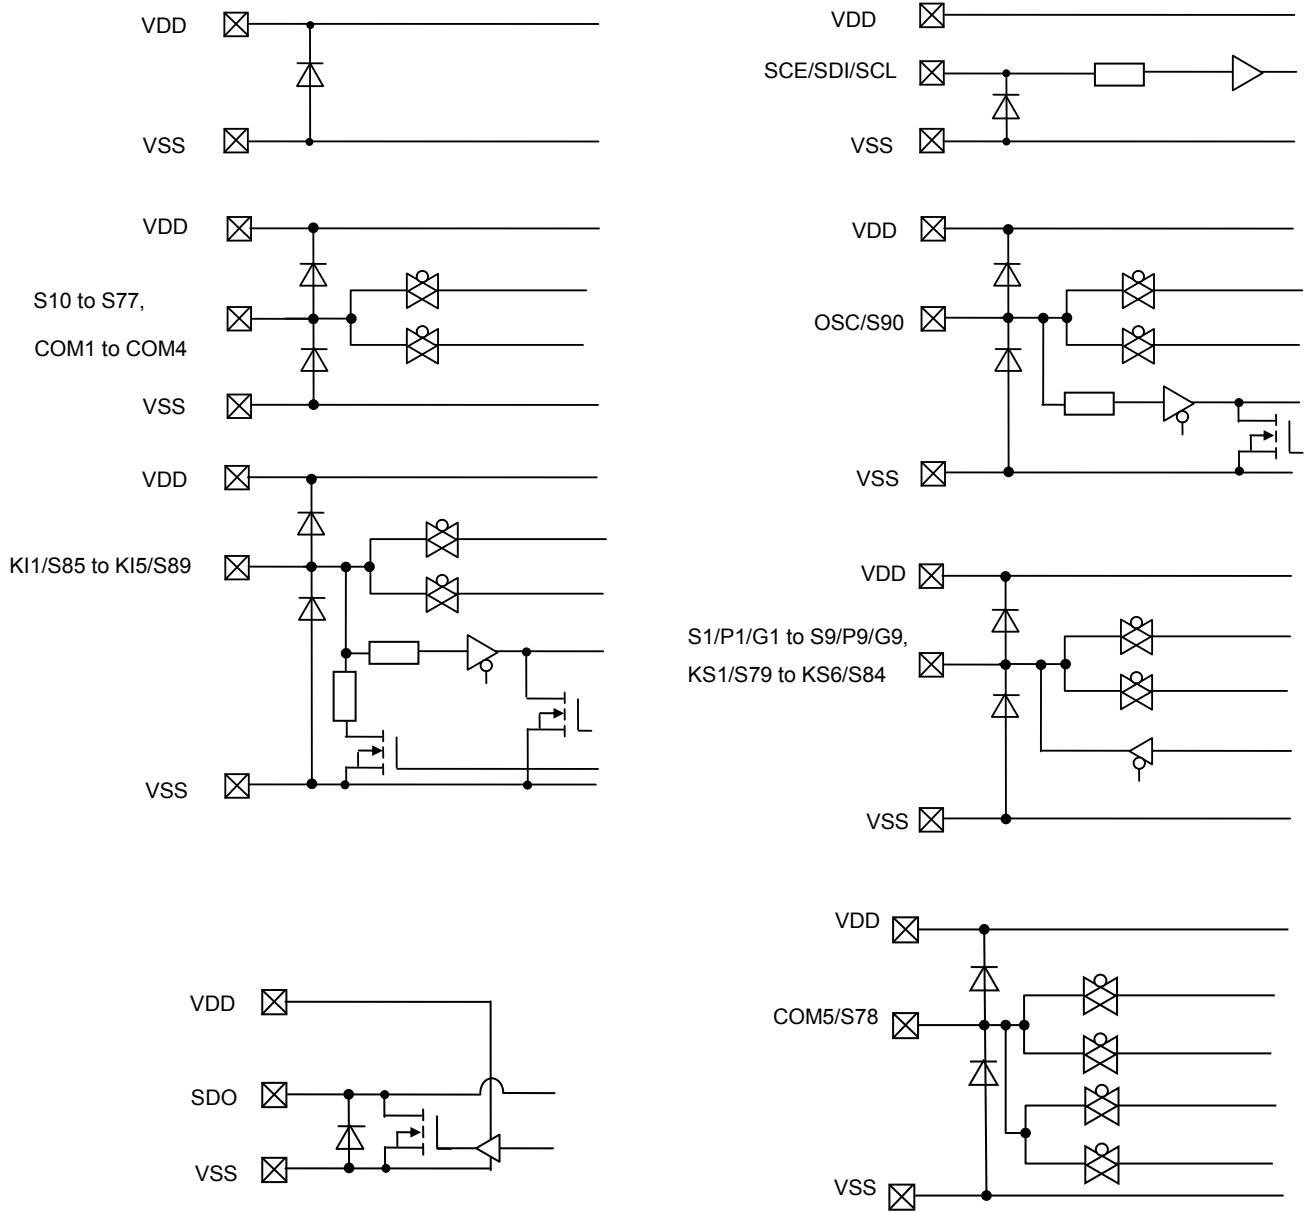 VDD
VSS
VDD
SCE/SDI/SCL
VSS
VDD
S10 to S77,
COM1 to COM4
VSS
VDD
OSC/S90
VSS
VDD
KI1/S85 to KI5/S89
VSS
VDD
S1/P1/G1 to S9/P9/G9,
KS1/S79 to KS6/S84
VSS
VDD
SDO
VSS
VDD
COM5/S78
VSS